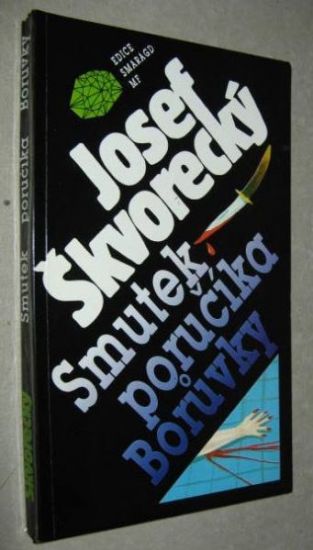 EDICE
SMARAGD
MF
Josef
Škvorecký
Smutek
poručíka
Borůvky
Smutek poručíka Borůvky
ŠKVORECKÝ